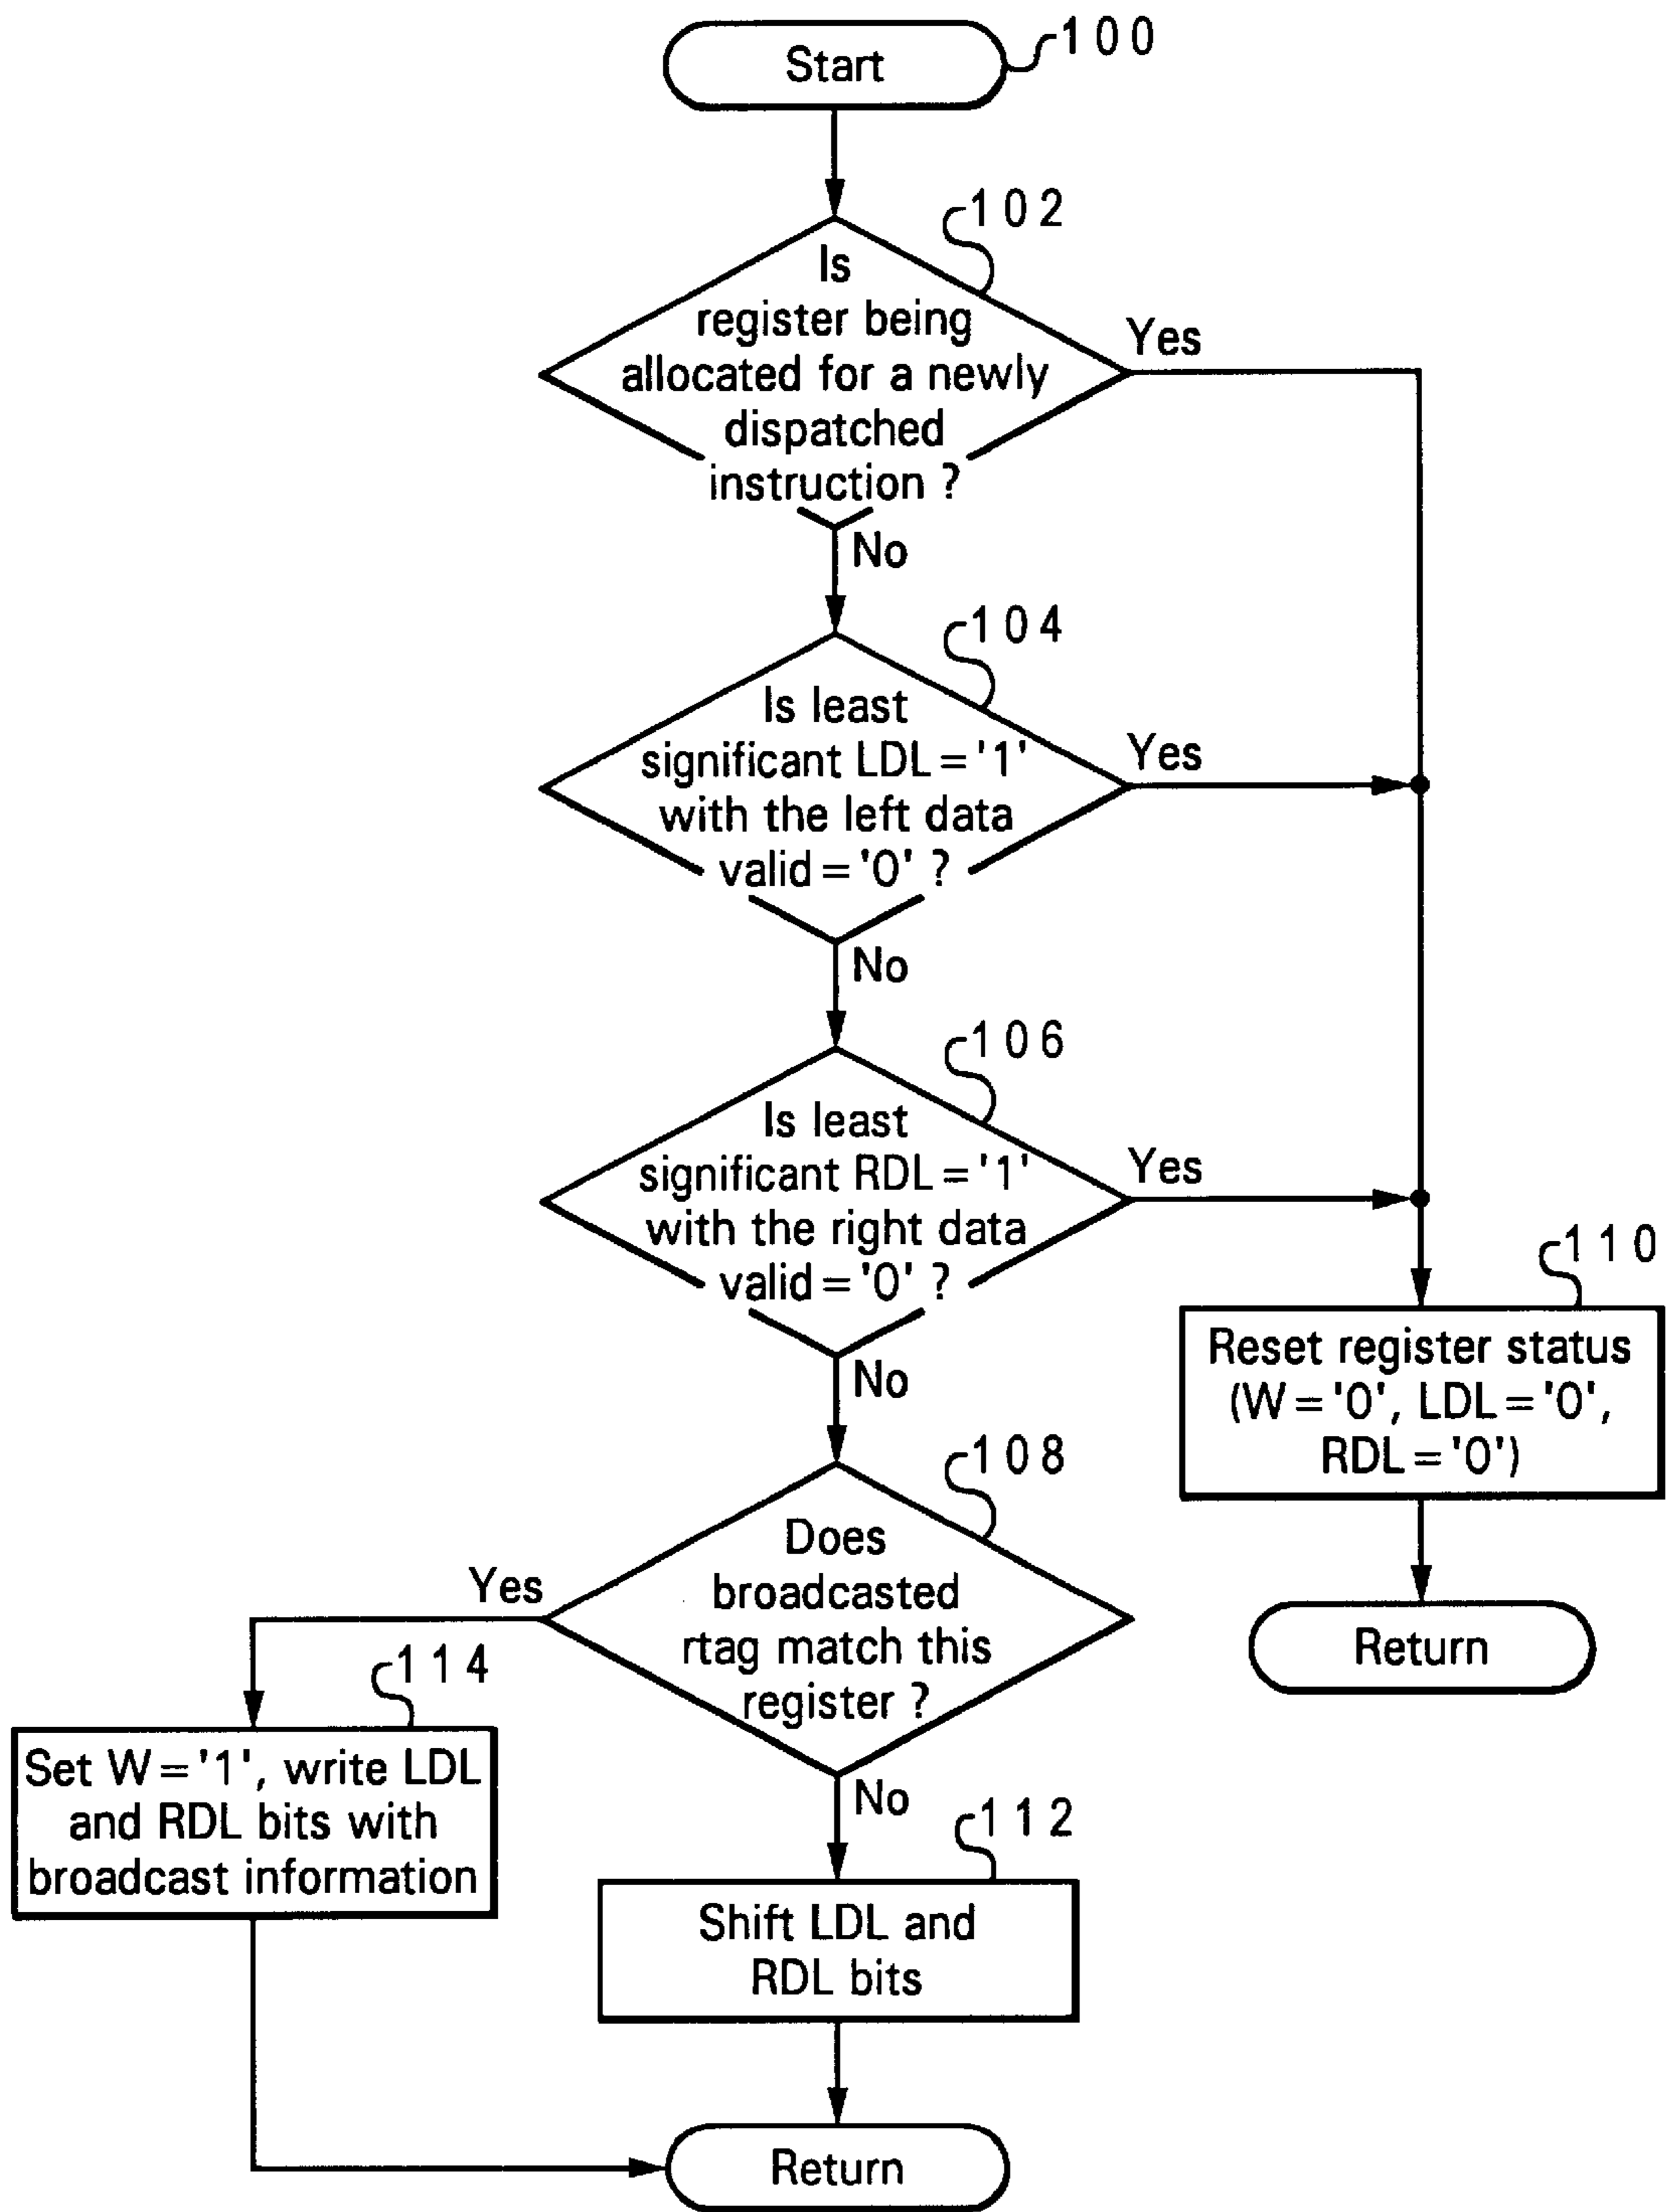 Start
100
102
Is
register being
allocated for a newly
dispatched
instruction ?
Yes
No
104
Is least
significant LDL = '1'
with the left data
valid = '0' ?
Yes
No
106
Is least
significant RDL = '1'
with the right data
valid = '0' ?
Yes
No
110
Reset register status
(W = '0', LDL = '0',
RDL = '0')
Return
108
Does
broadcasted
rtag match this
register ?
Yes
114
Set W = '1', write LDL
and RDL bits with
broadcast information
No
112
Shift LDL and
RDL bits
Return